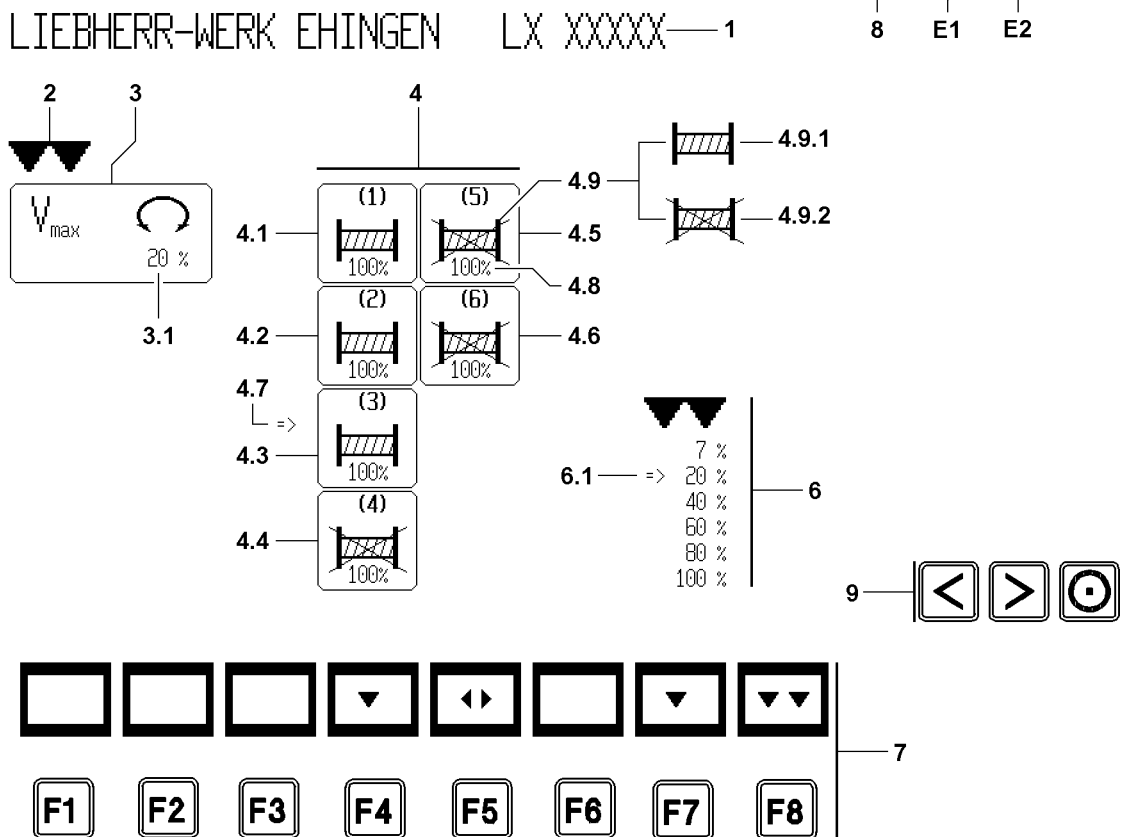 LIEBHERR-WERK EHINGEN LX XXXXX 1 8 E1 E2
2 3 4
4.9.1
Vmax
20 %
3.1
4.1 (1) 100%
(5) 100%
4.9
4.5
4.8
4.9.2
4.2 (2) 100%
(6) 100%
4.6
4.7 =>
4.3 (3) 100%
4.4 (4) 100%
7 %
6.1 => 20 %
40 %
60 %
80 %
100 %
6
9 < >
7
F1 F2 F3 F4 F5 F6 F7 F8